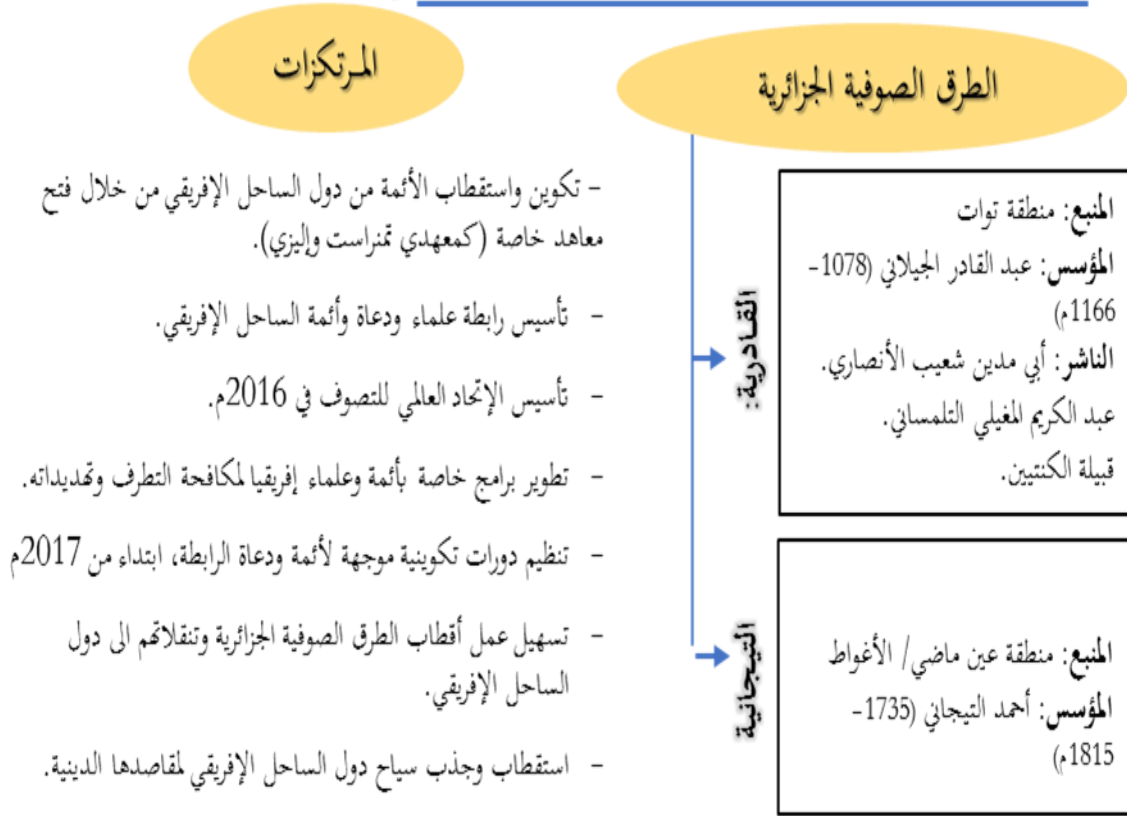 الطرق الصوفية الجزائرية
القادرية:
المنبع: منطقة توات
المؤسس: عبد القادر الجيلاني (1078-
1166م)
الناشر: أبي مدين شعيب الأنصاري.
عبد الكريم المغيلي التلمساني.
قبيلة الكنتيين.
التيجانية
المنبع: منطقة عين ماضي/ الأغواط
المؤسس: أحمد التيجاني (1735-
1815م)
المرتكزات
- تكوين واستقطاب الأئمة من دول الساحل الإفريقي من خلال فتح
معاهد خاصة (كمعهدي تمنراست وإليزي).
- تأسيس رابطة علماء ودعاة وأئمة الساحل الإفريقي.
- تأسيس الإتحاد العالمي للتصوف في 2016م.
- تطوير برامج خاصة بأئمة وعلماء إفريقيا لمكافحة التطرف وتهديداته.
- تنظيم دورات تكوينية موجهة لأئمة ودعاة الرابطة، ابتداء من 2017م
- تسهيل عمل أقطاب الطرق الصوفية الجزائرية وتنقلاتهم الى دول
الساحل الإفريقي.
- استقطاب وجذب سياح دول الساحل الإفريقي لمقاصدها الدينية.